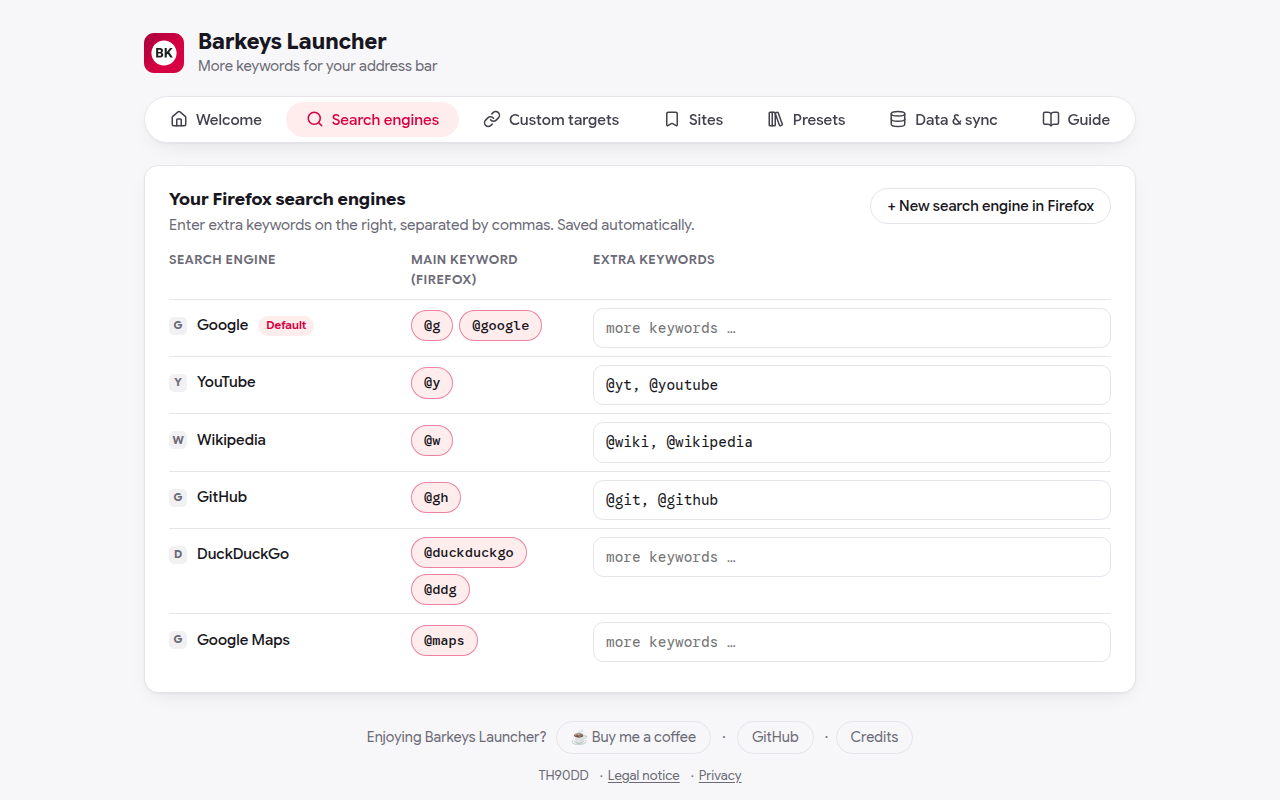 BK
Barkeys Launcher
More keywords for your address bar
Welcome
Search engines
Custom targets
Sites
Presets
Data & sync
Guide
Your Firefox search engines
Enter extra keywords on the right, separated by commas. Saved automatically.
+ New search engine in Firefox
SEARCH ENGINE
MAIN KEYWORD
(FIREFOX)
EXTRA KEYWORDS
G Google Default @g @google more keywords …
Y YouTube @y @yt, @youtube
W Wikipedia @w @wiki, @wikipedia
G GitHub @gh @git, @github
D DuckDuckGo @duckduckgo more keywords …
@ddg
G Google Maps @maps more keywords …
Enjoying Barkeys Launcher? ☕ Buy me a coffee · GitHub · Credits
TH90DD · Legal notice · Privacy